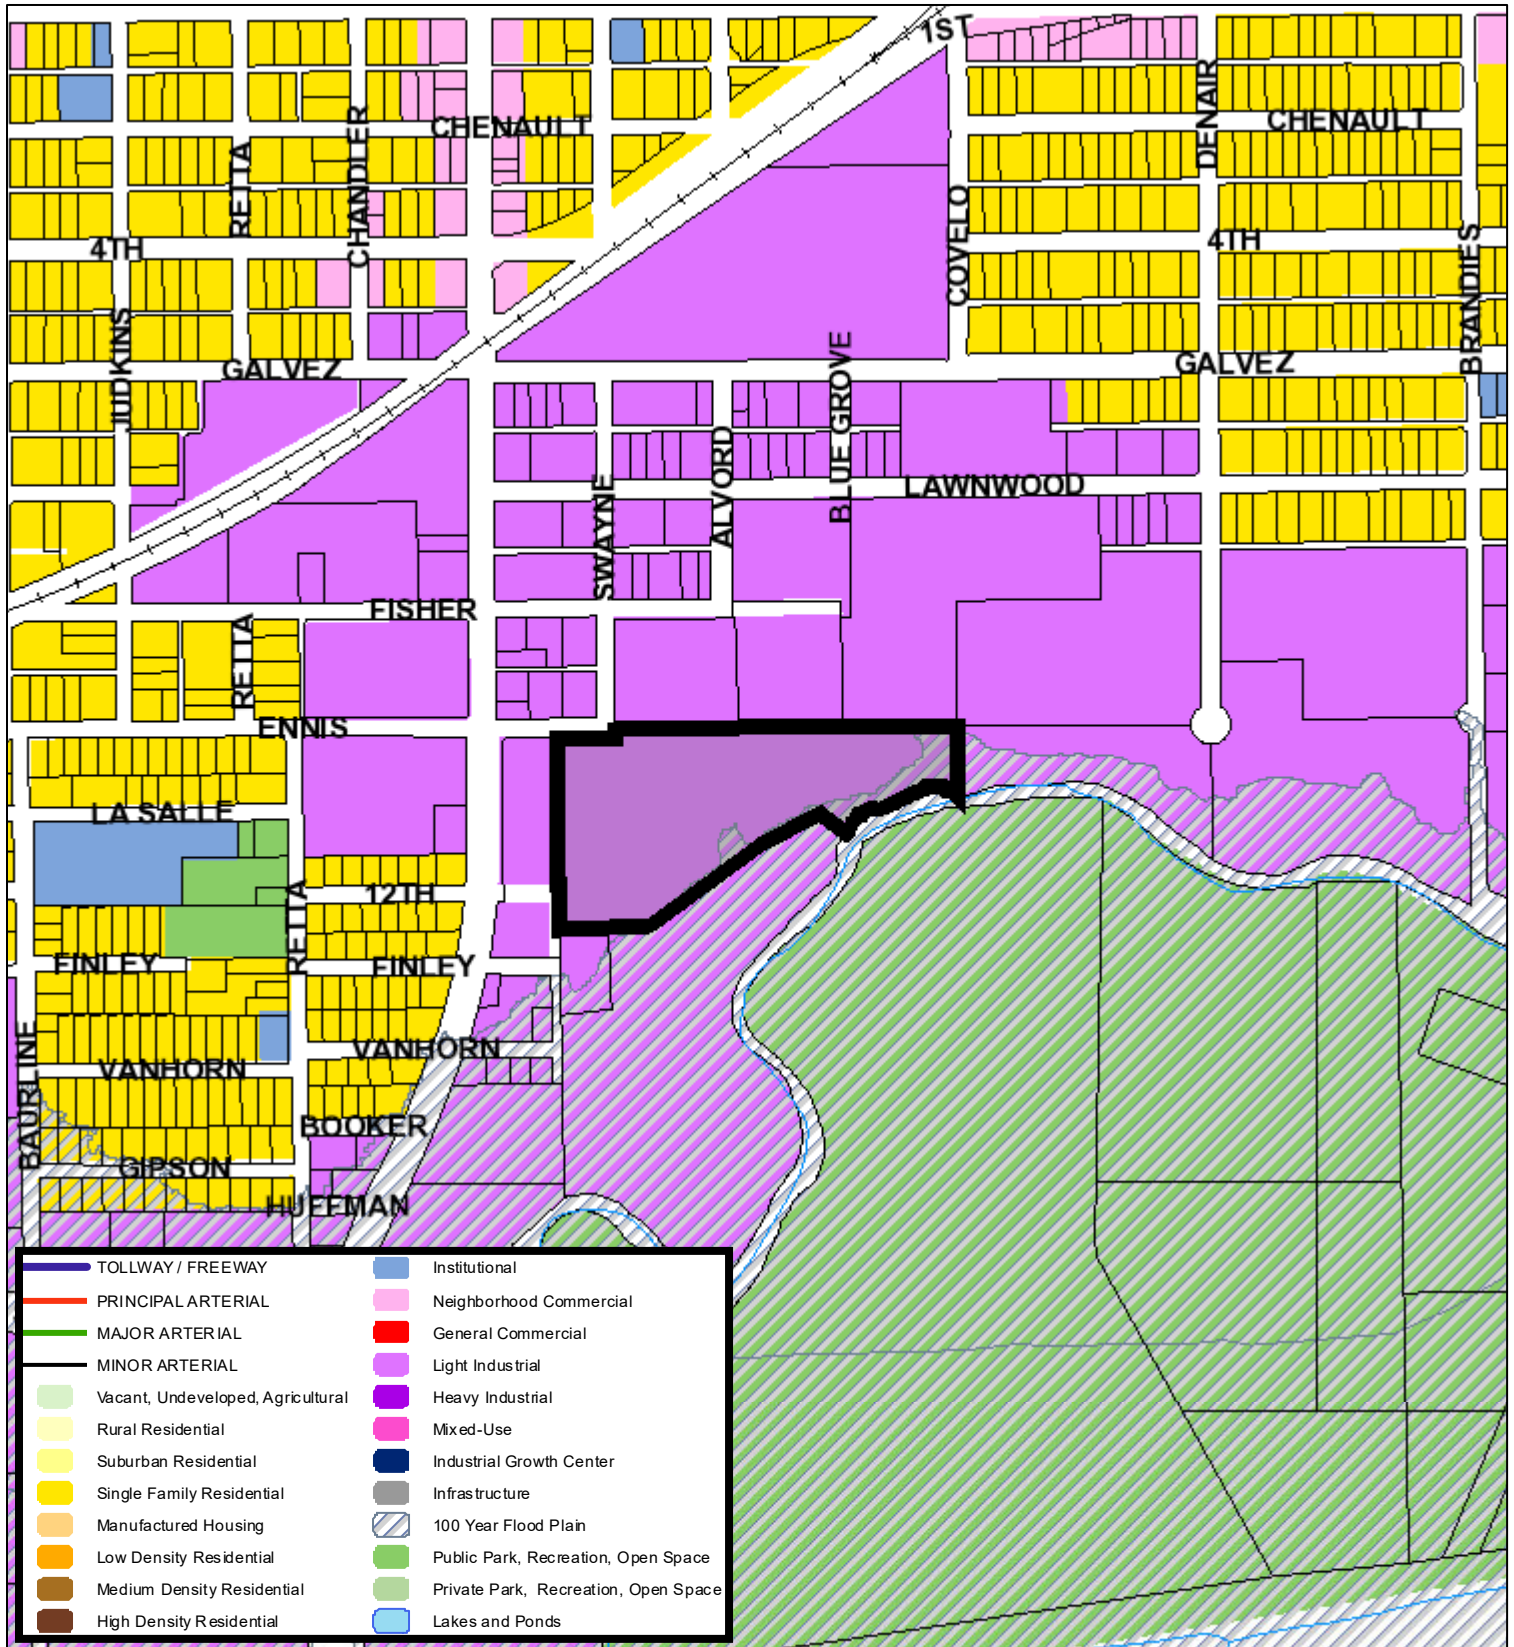 1ST
CHENAULT
CHENAULT
DENAIR
RETTA
CHANDLER
COVELO
BRANDIES
4TH
4TH
JUDKINS
GALVEZ
BLUE GROVE
GALVEZ
ALVORD
SWAYNE
LAWNWOOD
FISHER
RETTA
ENNIS
LA SALLE
12TH
RETTA
FINLEY
FINLEY
BAURLINE
VANHORN
VANHORN
BOOKER
GIPSON
HUFFMAN
TOLLWAY / FREEWAY
PRINCIPAL ARTERIAL
MAJOR ARTERIAL
MINOR ARTERIAL
Vacant, Undeveloped, Agricultural
Rural Residential
Suburban Residential
Single Family Residential
Manufactured Housing
Low Density Residential
Medium Density Residential
High Density Residential
Institutional
Neighborhood Commercial
General Commercial
Light Industrial
Heavy Industrial
Mixed-Use
Industrial Growth Center
Infrastructure
100 Year Flood Plain
Public Park, Recreation, Open Space
Private Park, Recreation, Open Space
Lakes and Ponds